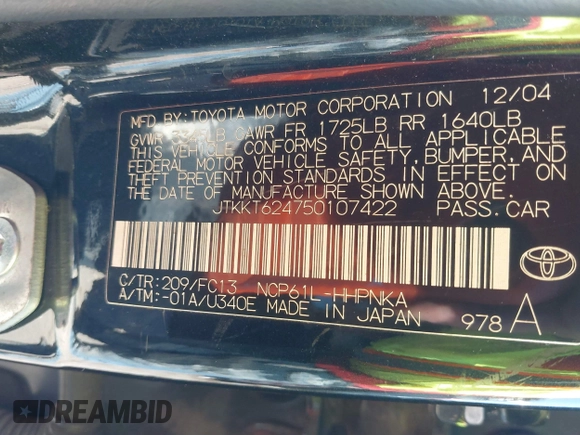 MFD BY: TOYOTA MOTOR CORPORATION 12/04
GVWR LB GAWR FR 1725LB RR 1640LB
THIS VEHICLE CONFORMS TO ALL APPLICABLE
FEDERAL MOTOR VEHICLE SAFETY, BUMPER, AND
THEFT PREVENTION STANDARDS IN EFFECT ON
THE DATE OF MANUFACTURE SHOWN ABOVE.
JTKKT624750107422 PASS. CAR
C/TR: 209/FC13 NCP61L-HHPNKA
A/TM: -01A/U340E MADE IN JAPAN
978 A
DREAMBID